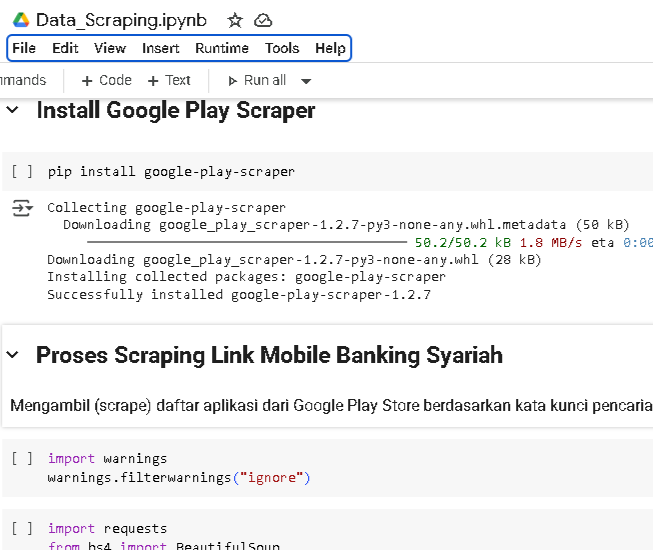 Data_Scraping.ipynb
File Edit View Insert Runtime Tools Help
mmands + Code + Text Run all
Install Google Play Scraper
[ ] pip install google-play-scraper
Collecting google-play-scraper
Downloading google_play_scraper-1.2.7-py3-none-any.whl.metadata (50 kB)
50.2/50.2 kB 1.8 MB/s eta 0:00
Downloading google_play_scraper-1.2.7-py3-none-any.whl (28 kB)
Installing collected packages: google-play-scraper
Successfully installed google-play-scraper-1.2.7
Proses Scraping Link Mobile Banking Syariah
Mengambil (scrape) daftar aplikasi dari Google Play Store berdasarkan kata kunci pencaria
[ ] import warnings
warnings.filterwarnings("ignore")
[ ] import requests
from bs4 import BeautifulSoup